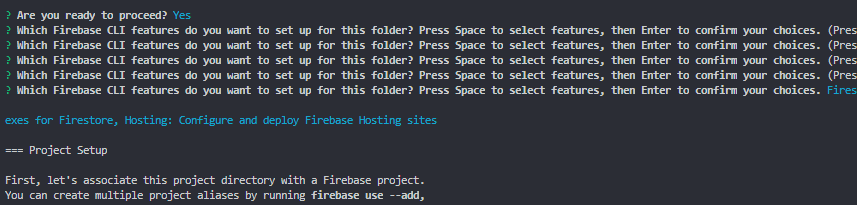 ? Are you ready to proceed? Yes
? Which Firebase CLI features do you want to set up for this folder? Press Space to select features, then Enter to confirm your choices. (Pres
? Which Firebase CLI features do you want to set up for this folder? Press Space to select features, then Enter to confirm your choices. (Pres
? Which Firebase CLI features do you want to set up for this folder? Press Space to select features, then Enter to confirm your choices. (Pres
? Which Firebase CLI features do you want to set up for this folder? Press Space to select features, then Enter to confirm your choices. (Pres
? Which Firebase CLI features do you want to set up for this folder? Press Space to select features, then Enter to confirm your choices. Fires
exes for Firestore, Hosting: Configure and deploy Firebase Hosting sites
=== Project Setup
First, let's associate this project directory with a Firebase project.
You can create multiple project aliases by running firebase use --add,